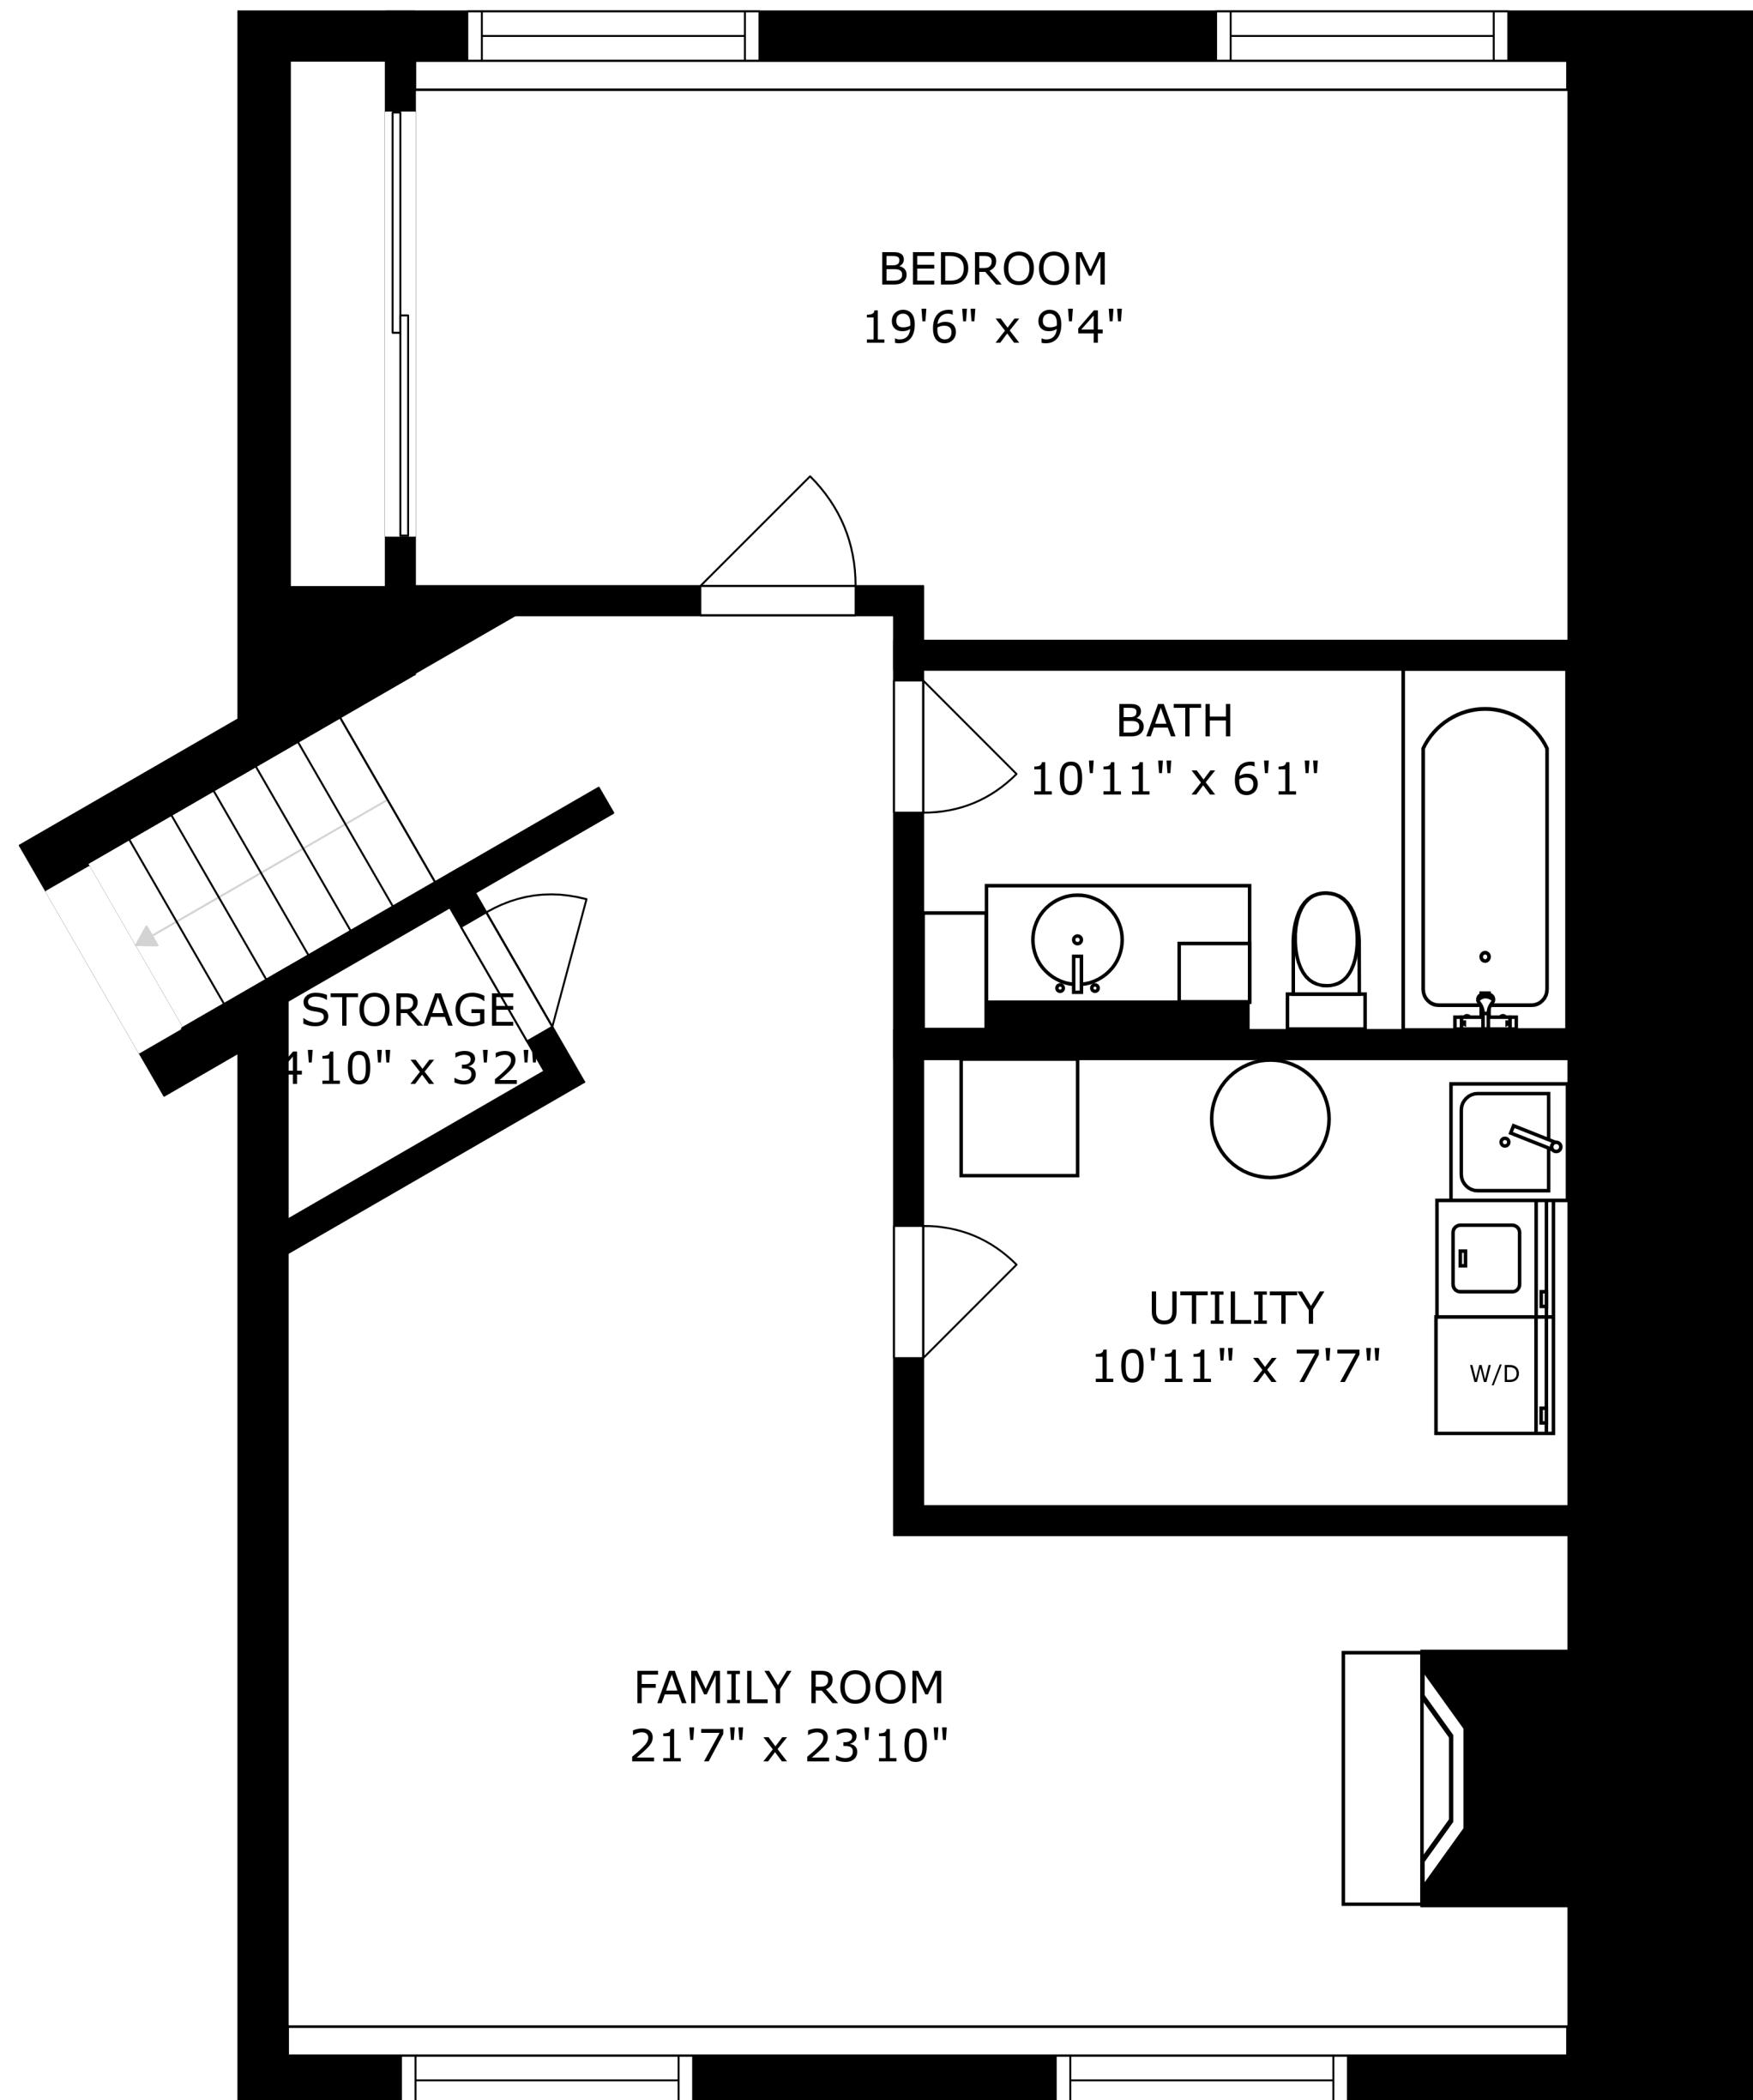 BEDROOM
19'6" x 9'4"
BATH
10'11" x 6'1"
STORAGE
4'10" x 3'2"
UTILITY
10'11" x 7'7"
W/D
FAMILY ROOM
21'7" x 23'10"